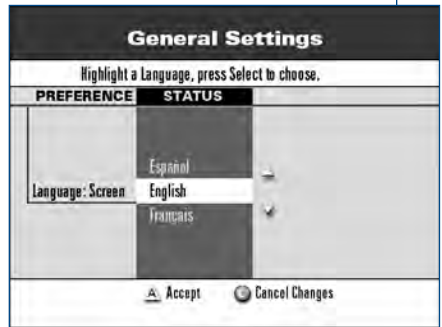 General Settings
Highlight a Language, press Select to choose.
PREFERENCE STATUS
Español
Language: Screen English
Français
A Accept C Cancel Changes